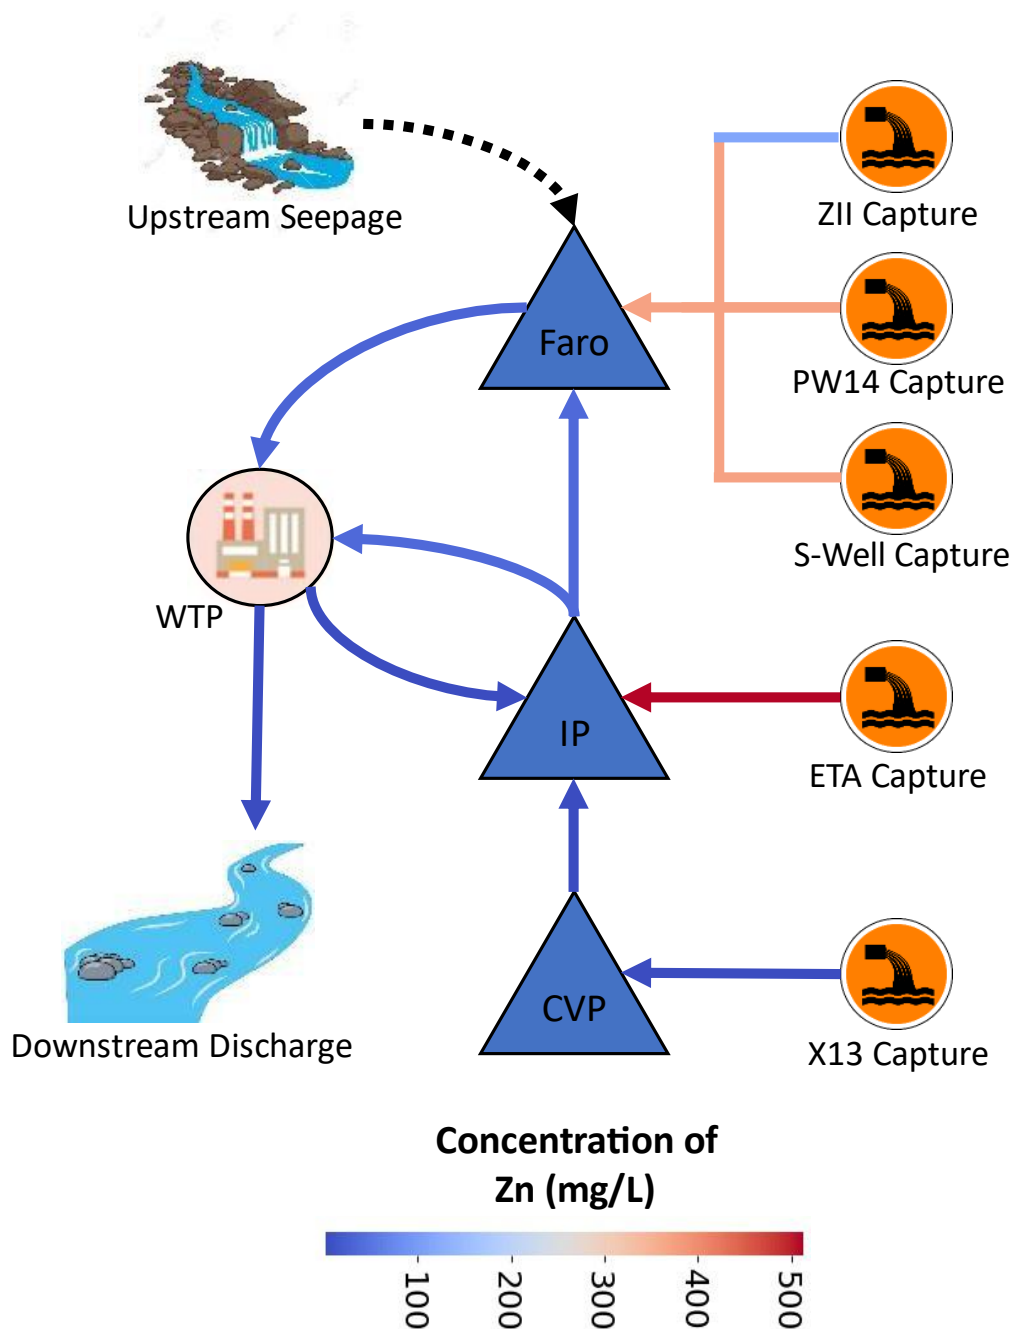 Upstream Seepage
ZII Capture
Faro
PW14 Capture
S-Well Capture
WTP
IP
ETA Capture
CVP
Downstream Discharge
X13 Capture
Concentration of
Zn (mg/L)
100
200
300
400
500